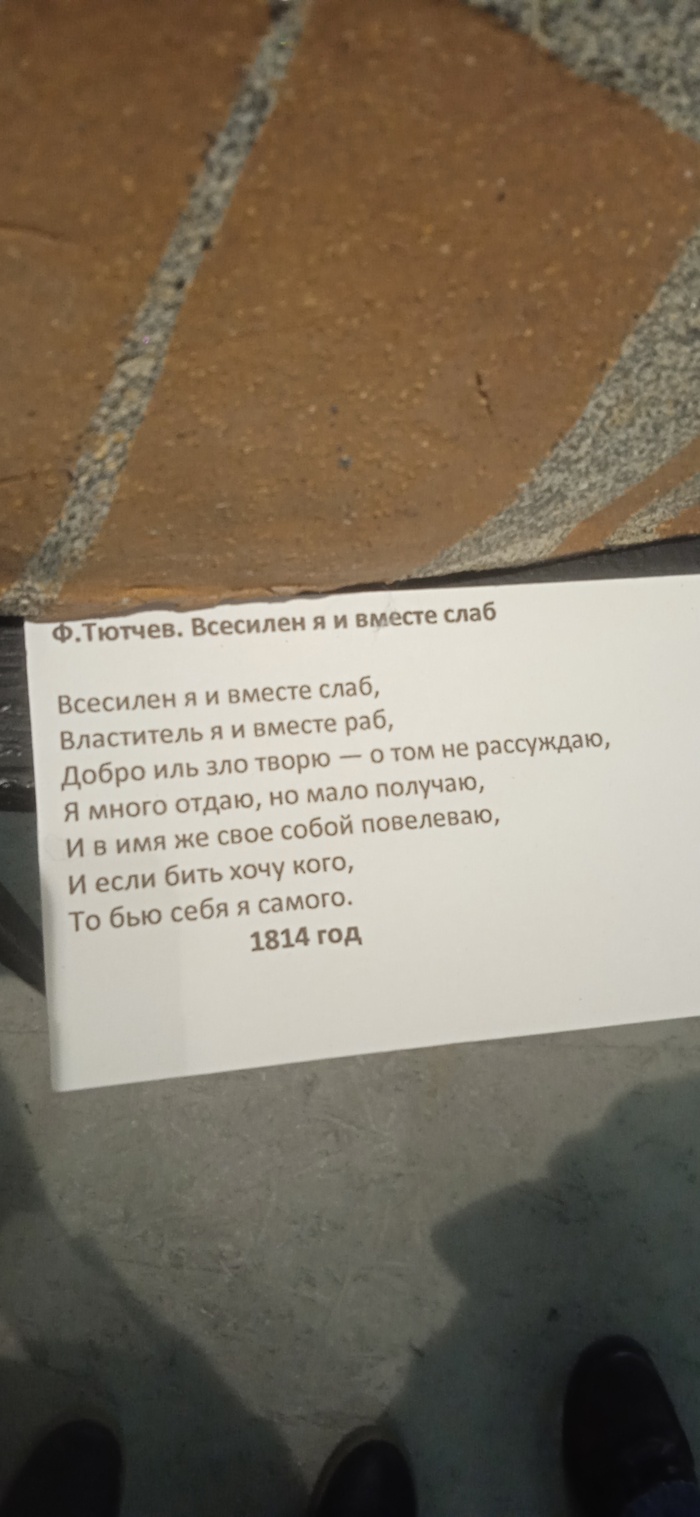 Ф.Тютчев. Всесилен я и вместе слаб
Всесилен я и вместе слаб,
Властитель я и вместе раб,
Добро иль зло творю — о том не рассуждаю,
Я много отдаю, но мало получаю,
И в имя же свое собой повелеваю,
И если бить хочу кого,
То бью себя я самого.
1814 год